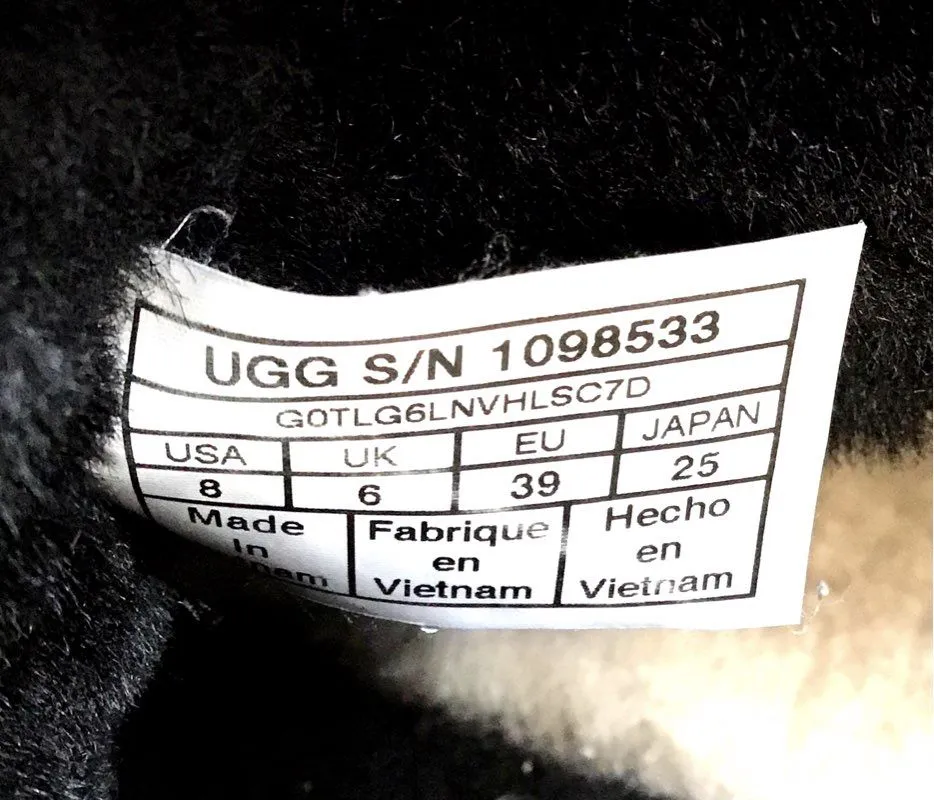 UGG S/N 1098533
G0TLG6LNVHLSC7D
USA UK EU JAPAN
8 6 39 25
Made
In
Fabrique
en
Vietnam
Hecho
en
Vietnam